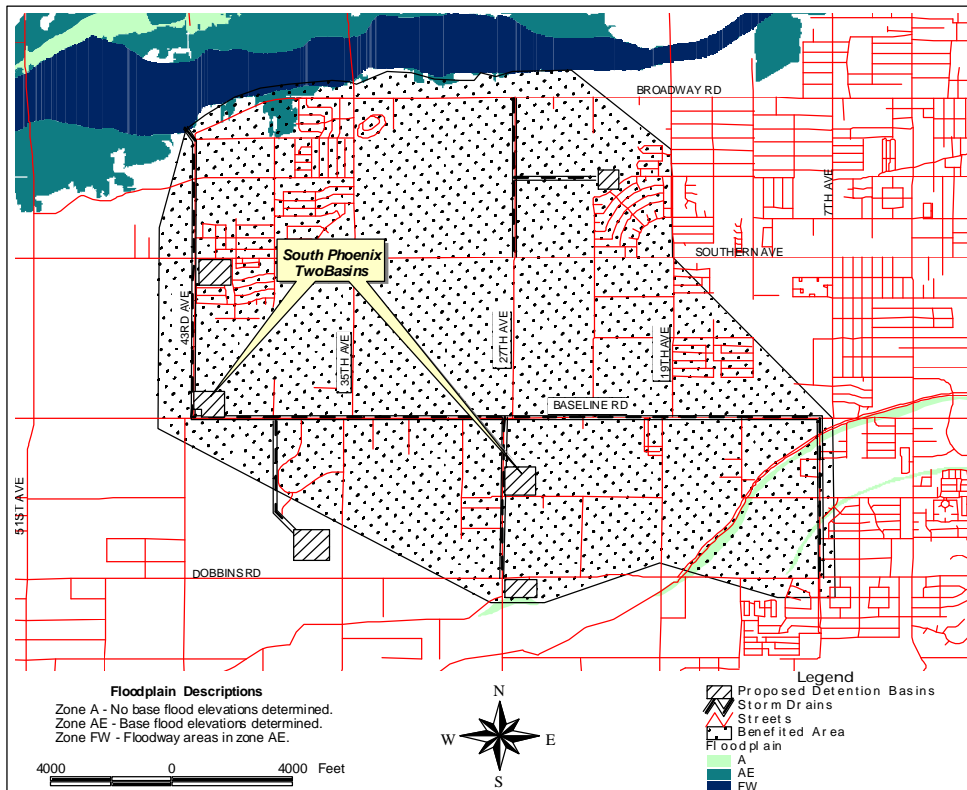 BROADWAY RD
7TH AVE
SOUTHERN AVE
South Phoenix
TwoBasins
43RD AVE
35TH AVE
27TH AVE
19TH AVE
BASELINE RD
51ST AVE
DOBBINS RD
Floodplain Descriptions
Zone A - No base flood elevations determined.
Zone AE - Base flood elevations determined.
Zone FW - Floodway areas in zone AE.
4000 0 4000 Feet
N
W E
S
Legend
Proposed Detention Basins
Storm Drains
Streets
Benefited Area
Floodplain
A
AE
FW